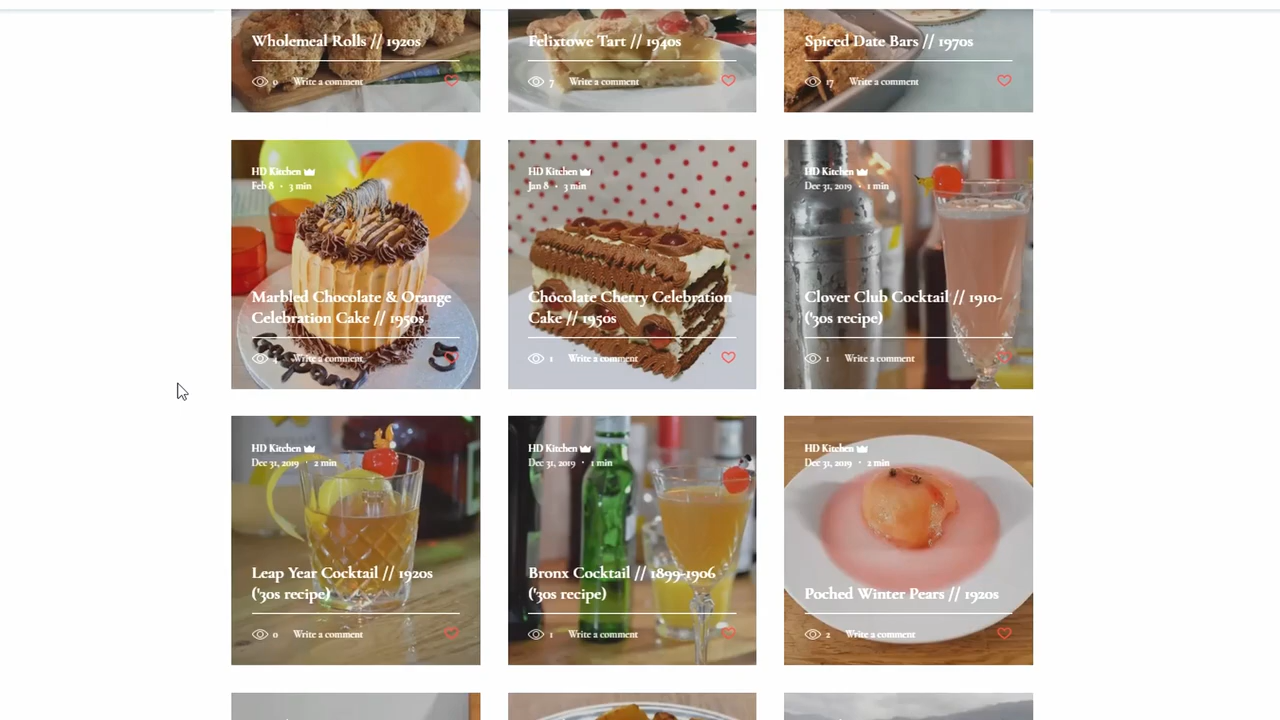 Wholemeal Rolls // 1920s
0 Write a comment
Felixtowe Tart // 1940s
7 Write a comment
Spiced Date Bars // 1970s
17 Write a comment
HD Kitchen
Feb 8 · 3 min
Marbled Chocolate & Orange
Celebration Cake // 1950s
4 Write a comment
HD Kitchen
Jan 8 · 3 min
Chocolate Cherry Celebration
Cake // 1950s
1 Write a comment
HD Kitchen
Dec 31, 2019 · 1 min
Clover Club Cocktail // 1910-
('30s recipe)
1 Write a comment
HD Kitchen
Dec 31, 2019 · 2 min
Leap Year Cocktail // 1920s
('30s recipe)
0 Write a comment
HD Kitchen
Dec 31, 2019 · 1 min
Bronx Cocktail // 1899-1906
('30s recipe)
1 Write a comment
HD Kitchen
Dec 31, 2019 · 2 min
Poched Winter Pears // 1920s
2 Write a comment